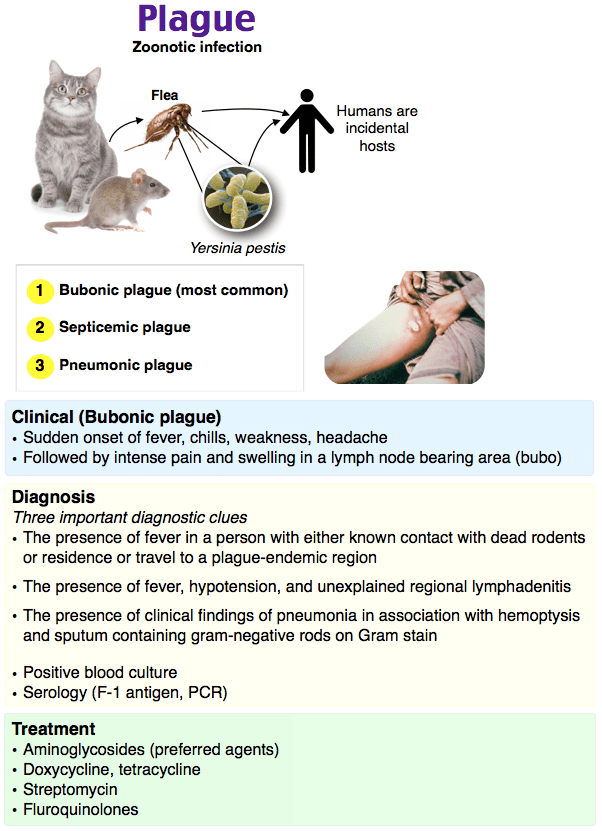 Plague
Zoonotic infection
Flea
Humans are
incidental
hosts
Yersinia pestis
1 Bubonic plague (most common)
2 Septicemic plague
3 Pneumonic plague
Clinical (Bubonic plague)
• Sudden onset of fever, chills, weakness, headache
• Followed by intense pain and swelling in a lymph node bearing area (bubo)
Diagnosis
Three important diagnostic clues
• The presence of fever in a person with either known contact with dead rodents
or residence or travel to a plague-endemic region
• The presence of fever, hypotension, and unexplained regional lymphadenitis
• The presence of clinical findings of pneumonia in association with hemoptysis
and sputum containing gram-negative rods on Gram stain
• Positive blood culture
• Serology (F-1 antigen, PCR)
Treatment
• Aminoglycosides (preferred agents)
• Doxycycline, tetracycline
• Streptomycin
• Fluroquinolones